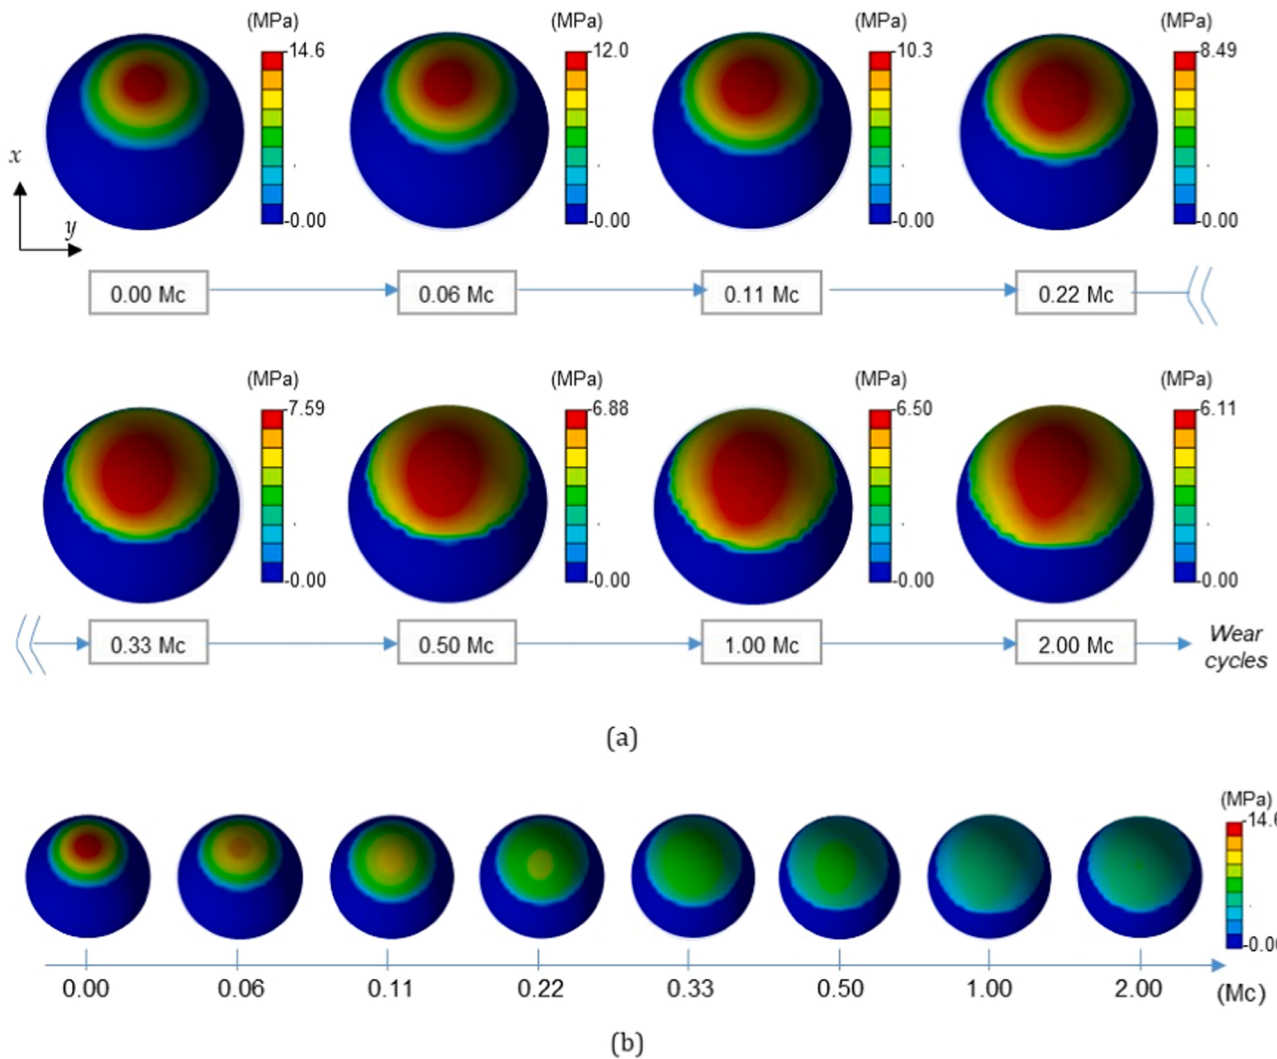 (MPa) (MPa) (MPa) (MPa)
14.6 12.0 10.3 8.49
x
y
0.00 0.00 0.00 0.00
0.00 Mc 0.06 Mc 0.11 Mc 0.22 Mc
(MPa) (MPa) (MPa) (MPa)
7.59 6.88 6.50 6.11
0.00 0.00 0.00 0.00
0.33 Mc 0.50 Mc 1.00 Mc 2.00 Mc Wear
cycles
(a)
(MPa)
14.6
0.00
0.00 0.06 0.11 0.22 0.33 0.50 1.00 2.00 (Mc)
(b)